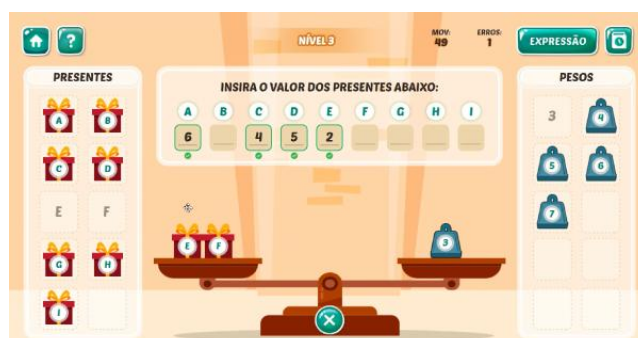 ?
NÍVEL 3
MOV:
49
ERROS:
1
EXPRESSÃO
PRESENTES
A B
C D
E F
G H
I
INSIRA O VALOR DOS PRESENTES ABAIXO:
A B C D E F G H I
6 4 5 2
E F
3
PESOS
3 4
5 6
7